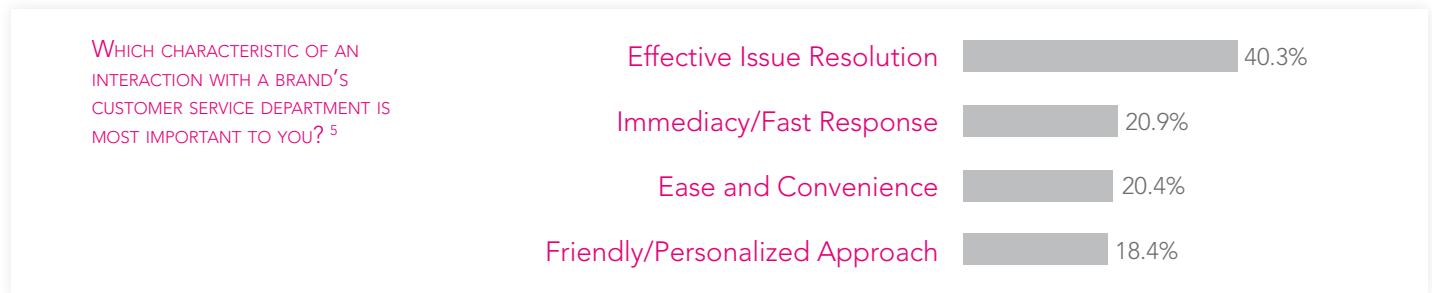 Which characteristic of an
interaction with a brand's
customer service department is
most important to you? 5
Effective Issue Resolution 40.3%
Immediacy/Fast Response 20.9%
Ease and Convenience 20.4%
Friendly/Personalized Approach 18.4%